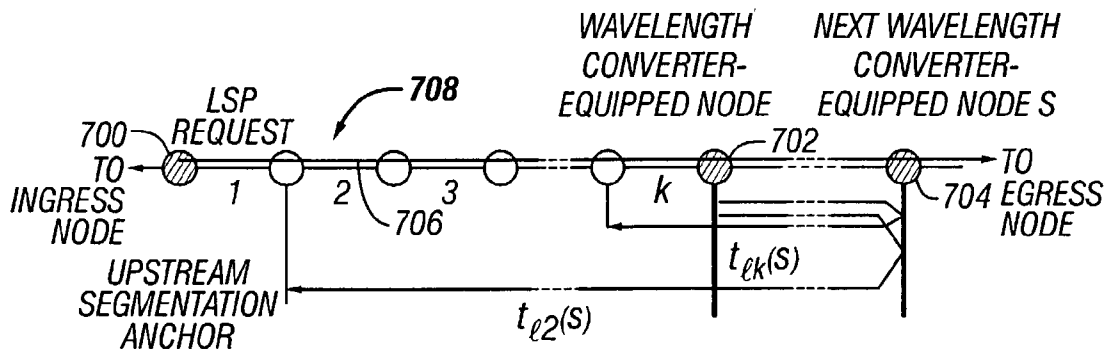 WAVELENGTH
CONVERTER-
EQUIPPED NODE
NEXT WAVELENGTH
CONVERTER-
EQUIPPED NODE S
LSP
REQUEST
708
700
702
TO
INGRESS
NODE
1
2
3
k
706
704
TO
EGRESS
NODE
UPSTREAM
SEGMENTATION
ANCHOR
tℓk(s)
tℓ2(s)